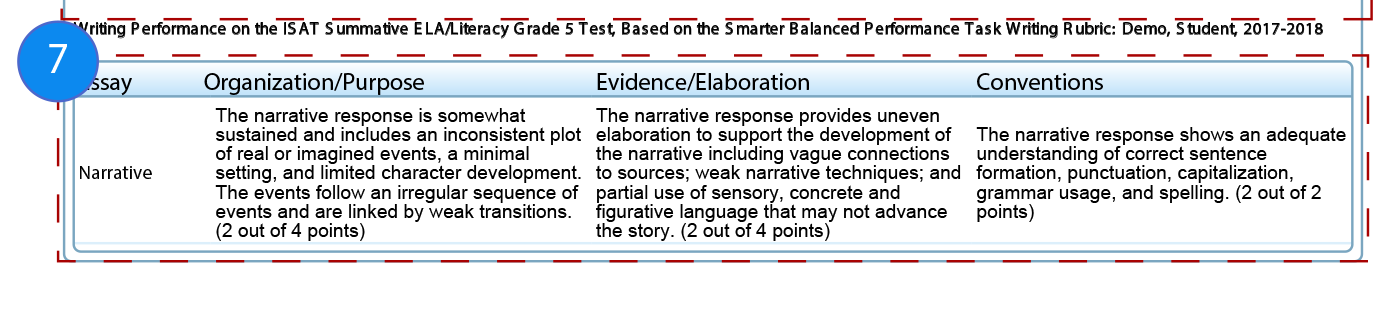 Writing Performance on the ISAT Summative ELA/Literacy Grade 5 Test, Based on the Smarter Balanced Performance Task Writing Rubric: Demo, Student, 2017-2018
7
Essay Organization/Purpose Evidence/Elaboration Conventions
Narrative
The narrative response is somewhat
sustained and includes an inconsistent plot
of real or imagined events, a minimal
setting, and limited character development.
The events follow an irregular sequence of
events and are linked by weak transitions.
(2 out of 4 points)
The narrative response provides uneven
elaboration to support the development of
the narrative including vague connections
to sources; weak narrative techniques; and
partial use of sensory, concrete and
figurative language that may not advance
the story. (2 out of 4 points)
The narrative response shows an adequate
understanding of correct sentence
formation, punctuation, capitalization,
grammar usage, and spelling. (2 out of 2
points)